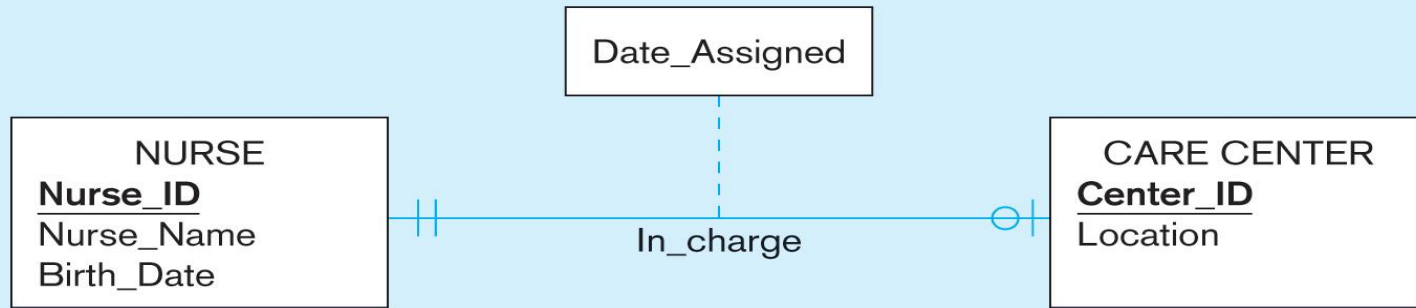 Date_Assigned
NURSE
Nurse_ID
Nurse_Name
Birth_Date
In_charge
CARE CENTER
Center_ID
Location